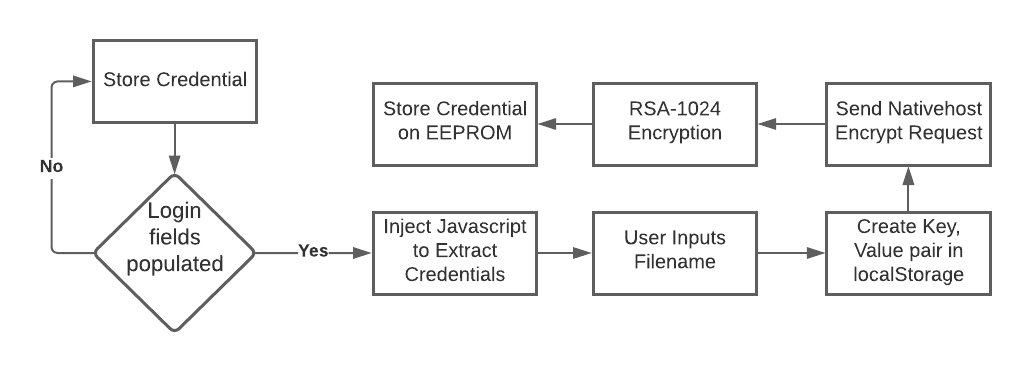 Store Credential
No
Login
fields
populated
Yes
Inject Javascript
to Extract
Credentials
User Inputs
Filename
Create Key,
Value pair in
localStorage
Send Nativehost
Encrypt Request
RSA-1024
Encryption
Store Credential
on EEPROM